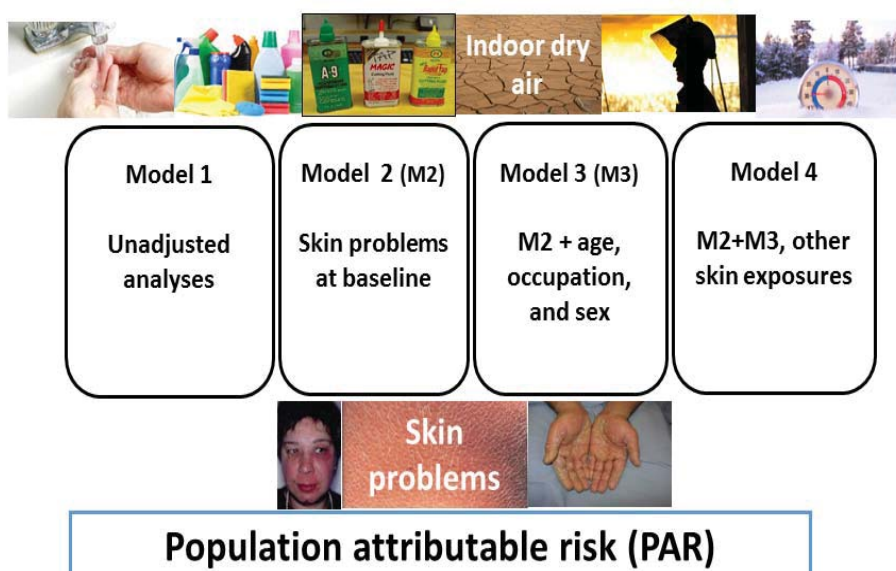 Indoor dry
air
A-9
MAGIC
RapidTap
Model 1
Unadjusted
analyses
Model 2 (M2)
Skin problems
at baseline
Model 3 (M3)
M2 + age,
occupation,
and sex
Model 4
M2+M3, other
skin exposures
Skin
problems
Population attributable risk (PAR)